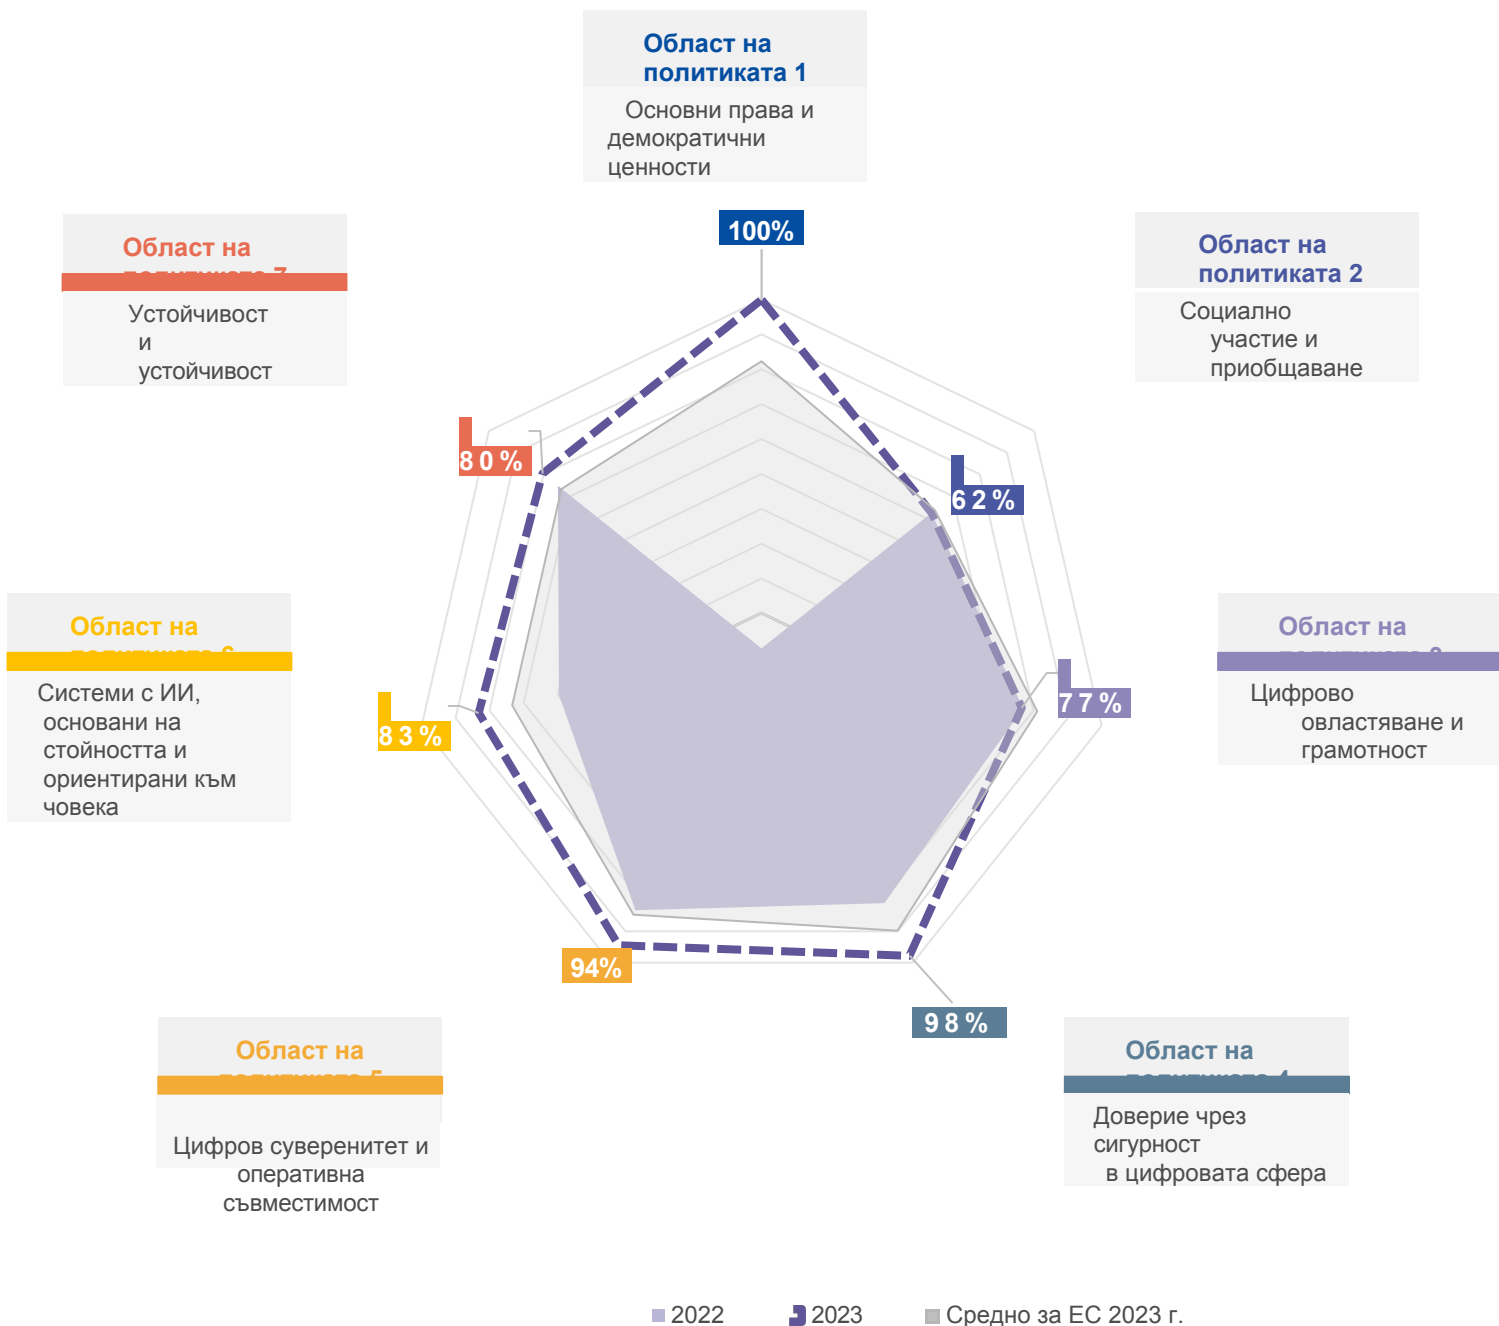 Област на
политиката 1
Основни права и
демократични
ценности
100%
Област на
Устойчивост
и
устойчивост
80%
Област на
политиката 2
Социално
участие и
приобщаване
62%
Област на
Системи с ИИ,
основани на
стойността и
ориентирани към
човека
83%
Област на
Цифрово
овластяване и
грамотност
77%
94%
98%
Област на
Цифров суверенитет и
оперативна
съвместимост
Област на
Доверие чрез
сигурност
в цифровата сфера
2022 2023 Средно за ЕС 2023 г.